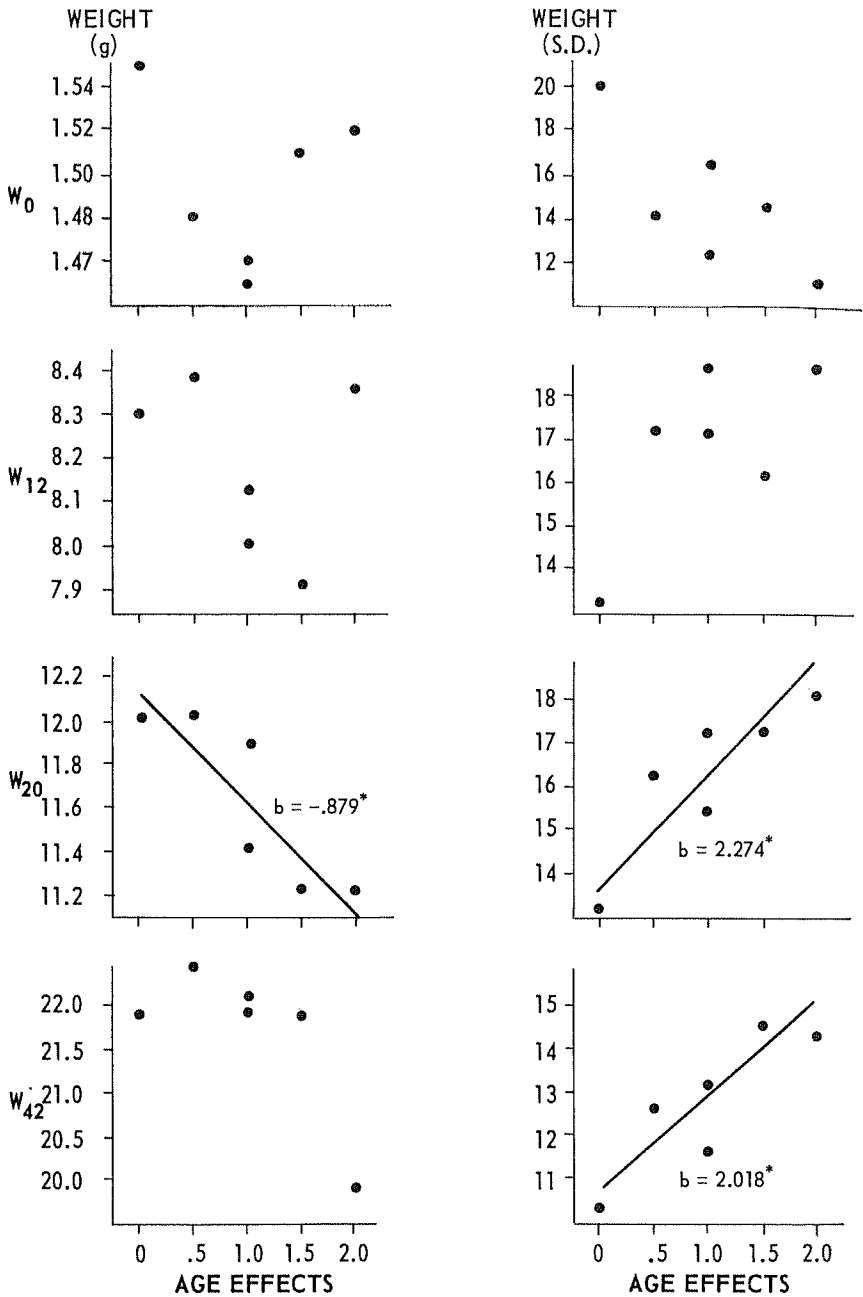 WEIGHT
(g)
1.54
1.52
1.50
1.48
1.47
W0
WEIGHT
(S.D.)
20
18
16
14
12
8.4
8.3
8.2
8.1
8.0
7.9
W12
18
17
16
15
14
12.2
12.0
11.8
11.6
11.4
11.2
W20
b = -.879*
18
17
16
15
14
b = 2.274*
22.0
21.5
21.0
20.5
20.0
W42
0 .5 1.0 1.5 2.0
AGE EFFECTS
15
14
13
12
11
b = 2.018*
0 .5 1.0 1.5 2.0
AGE EFFECTS